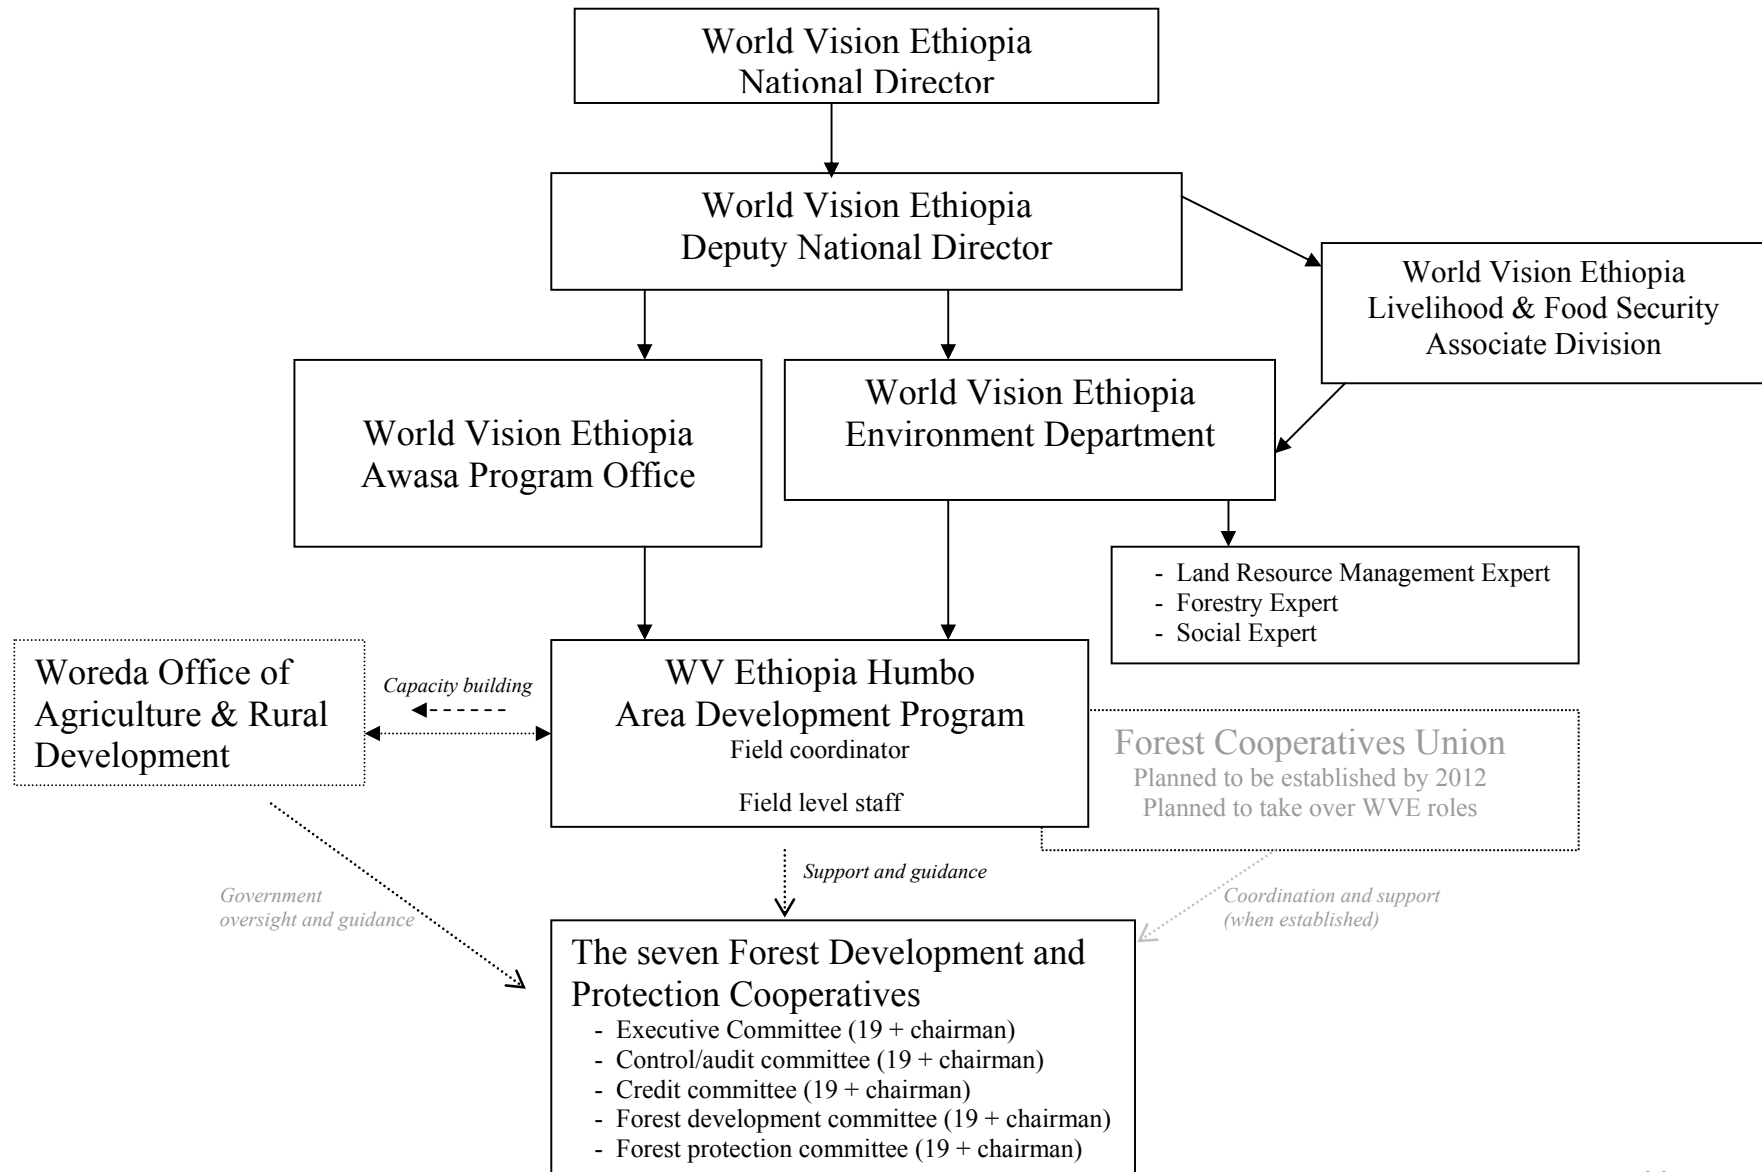 World Vision Ethiopia
National Director
World Vision Ethiopia
Deputy National Director
World Vision Ethiopia
Livelihood & Food Security
Associate Division
World Vision Ethiopia
Awasa Program Office
World Vision Ethiopia
Environment Department
- Land Resource Management Expert
- Forestry Expert
- Social Expert
Woreda Office of
Agriculture & Rural
Development
Capacity building
WV Ethiopia Humbo
Area Development Program
Field coordinator
Field level staff
Forest Cooperatives Union
Planned to be established by 2012
Planned to take over WVE roles
Government
oversight and guidance
Support and guidance
Coordination and support
(when established)
The seven Forest Development and
Protection Cooperatives
- Executive Committee (19 + chairman)
- Control/audit committee (19 + chairman)
- Credit committee (19 + chairman)
- Forest development committee (19 + chairman)
- Forest protection committee (19 + chairman)